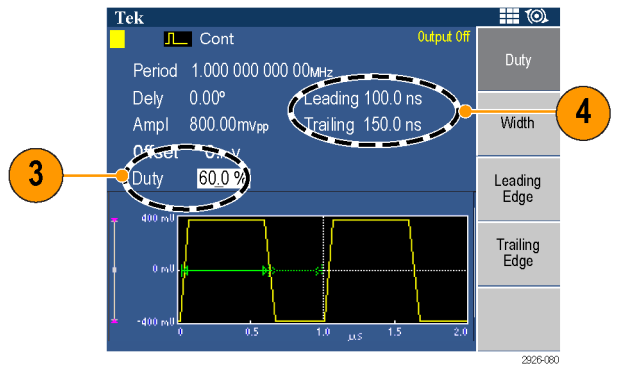 Tek
Cont
Output Off
Period 1.000 000 000 00MHz
Dely 0.00º
Leading 100.0 ns
Ampl 800.00mVpp
Trailing 150.0 ns
Offset
Duty 60.0 %
Duty
Width
Leading
Edge
Trailing
Edge
3
4
400 mV
0 mV
-400 mV
0
0.5
1.0
µs
1.5
2.0
2926-080